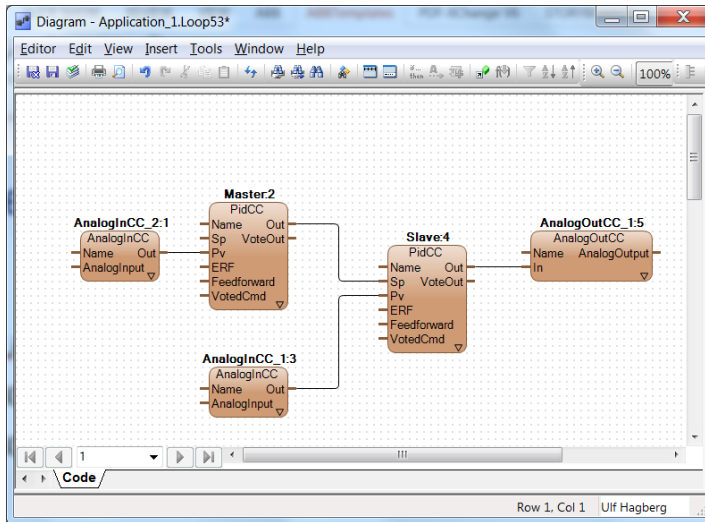 Diagram - Application_1.Loop53*
Editor Edit View Insert Tools Window Help
100%
Master:2
PidCC
Name Out
Sp VoteOut
Pv
ERF
Feedforward
VotedCmd
AnalogInCC_2:1
AnalogInCC
Name Out
AnalogInput
Slave:4
PidCC
Name Out
Sp VoteOut
Pv
ERF
Feedforward
VotedCmd
AnalogOutCC_1:5
AnalogOutCC
Name AnalogOutput
In
AnalogInCC_1:3
AnalogInCC
Name Out
AnalogInput
1
Code
Row 1, Col 1 Ulf Hagberg